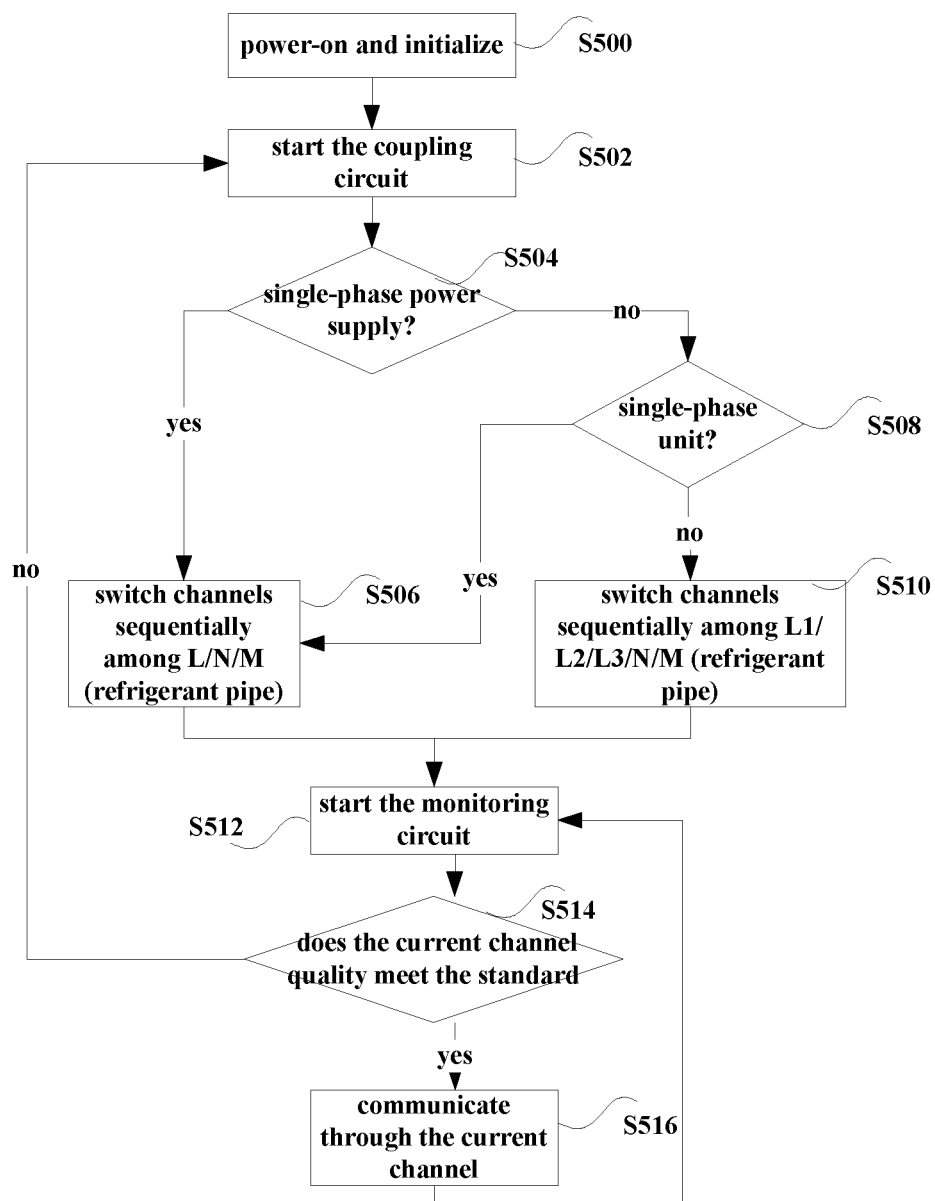 power-on and initialize
S500
start the coupling
circuit
S502
S504
single-phase power
supply?
no
yes
single-phase
unit?
S508
no
no
yes
switch channels
sequentially
among L/N/M
(refrigerant pipe)
S506
switch channels
sequentially among L1/
L2/L3/N/M (refrigerant
pipe)
S510
start the monitoring
circuit
S512
S514
does the current channel
quality meet the standard
yes
communicate
through the current
channel
S516